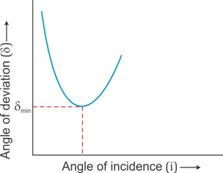 Angle of deviation (δ)
δmin
Angle of incidence (i)